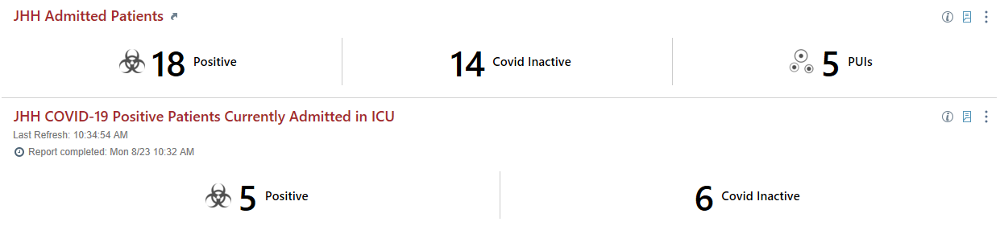 JHH Admitted Patients
18 Positive
14 Covid Inactive
5 PUIs
JHH COVID-19 Positive Patients Currently Admitted in ICU
Last Refresh: 10:34:54 AM
Report completed: Mon 8/23 10:32 AM
5 Positive
6 Covid Inactive